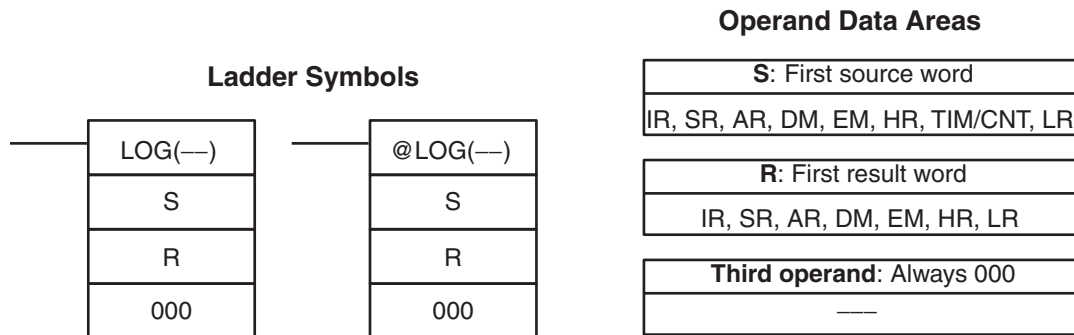 Ladder Symbols
LOG(−−)
S
R
000
@LOG(−−)
S
R
000
Operand Data Areas
S: First source word
IR, SR, AR, DM, EM, HR, TIM/CNT, LR
R: First result word
IR, SR, AR, DM, EM, HR, LR
Third operand: Always 000
−−−